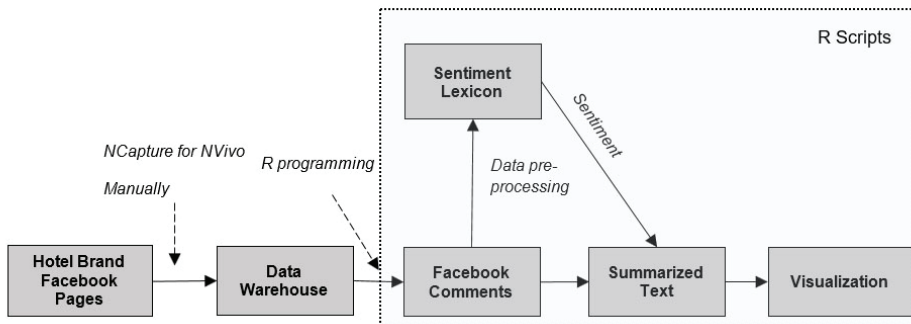 R Scripts
Sentiment
Lexicon
Sentiment
NCapture for NVivo
Manually
R programming
Data pre-
processing
Hotel Brand
Facebook
Pages
Data
Warehouse
Facebook
Comments
Summarized
Text
Visualization